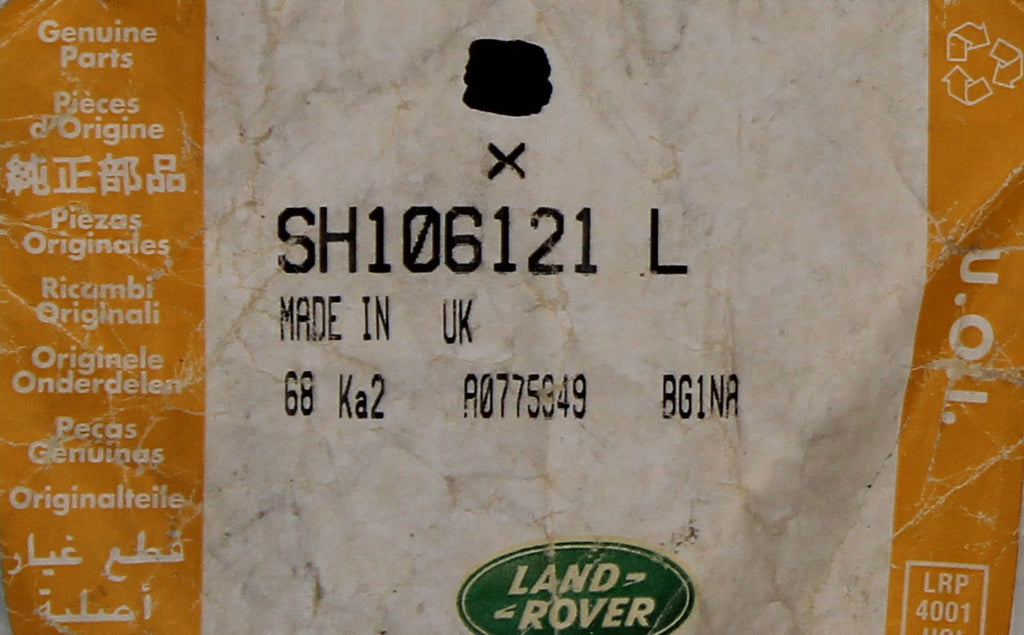 Genuine
Parts
Pièces
d'Origine
純正部品
Piezas
Originales
Ricambi
Originali
Originele
Onderdelen
Peças
Genuínas
Originalteile
قطع غيار
أصلية
x
SH106121 L
MADE IN UK
68 Ka2 A0775349 BG1NA
LAND-
-ROVER
u.o.l.
LRP
4001